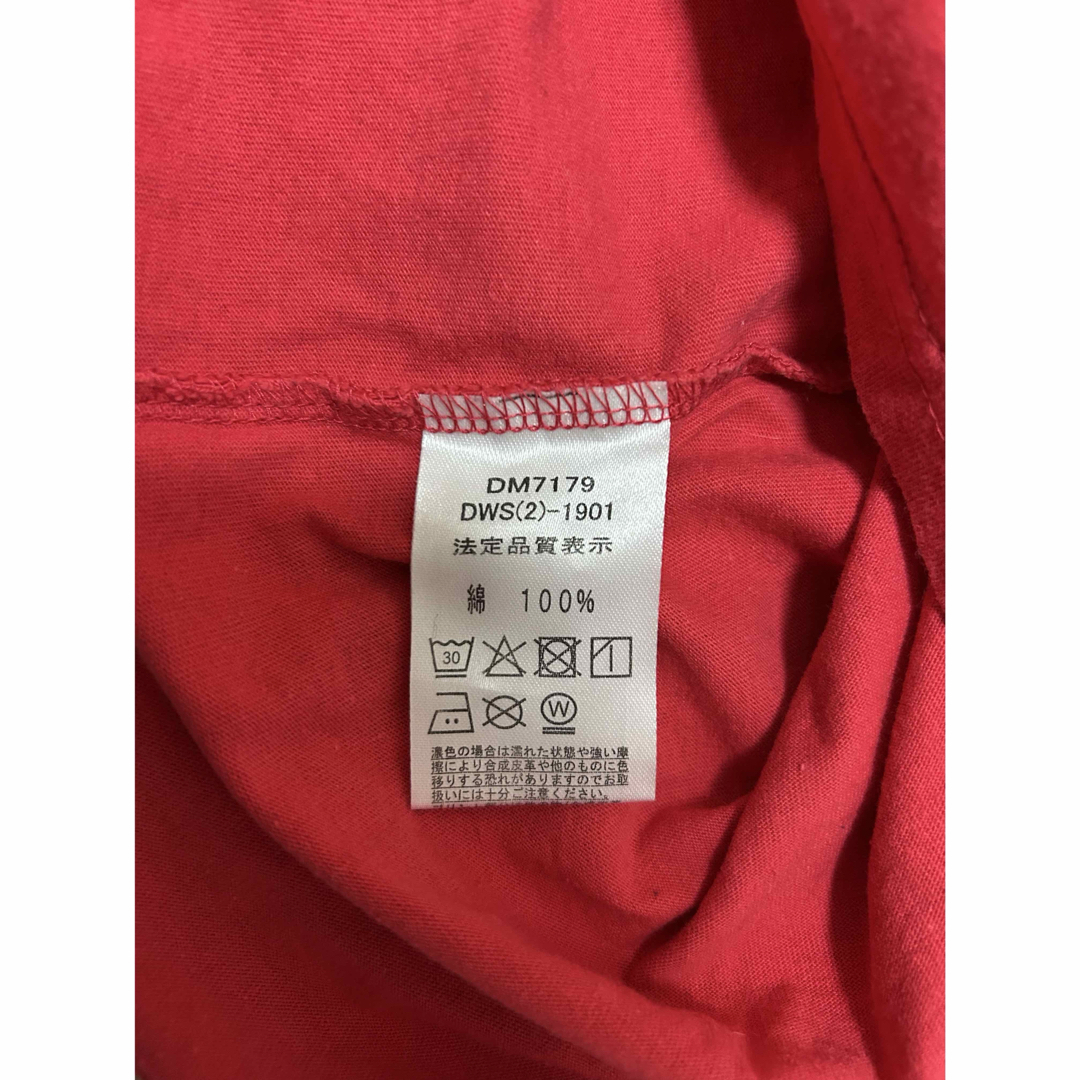 DM7179
DWS(2)-1901
法定品質表示
綿 100%
30
W
濃色の場合は濡れた状態や強い摩
擦により合成皮革や他のものに色
移りする恐れがありますのでお取
扱いには十分ご注意ください。